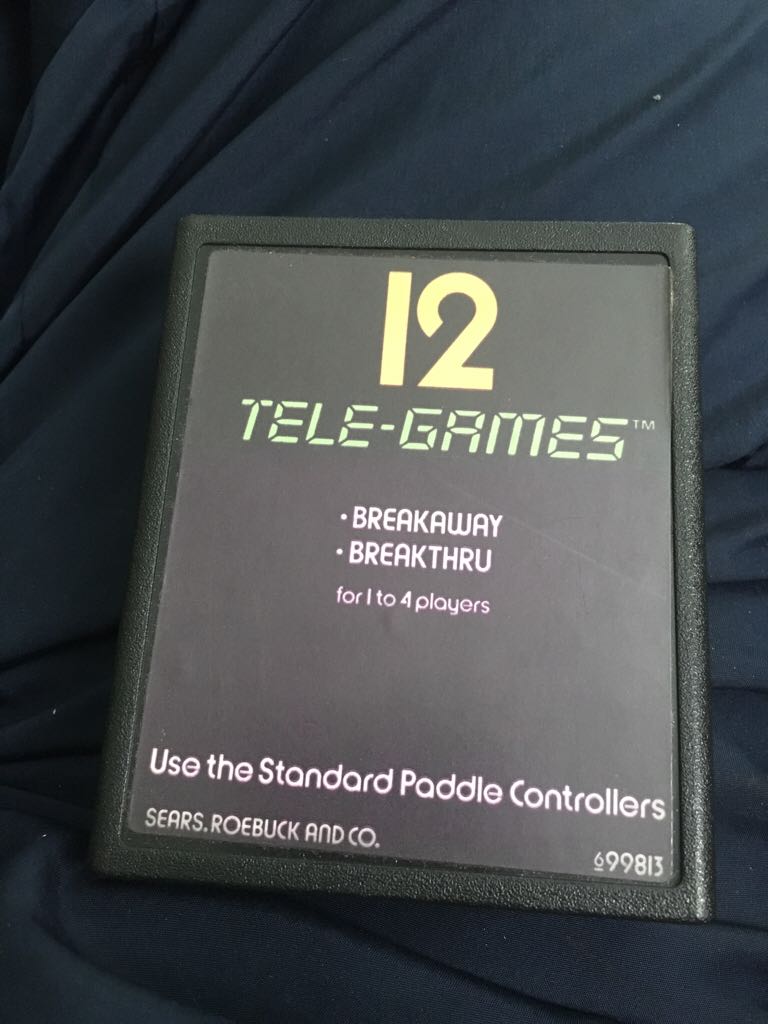 12
TELE-GAMES™
• BREAKAWAY
• BREAKTHRU
for 1 to 4 players
Use the Standard Paddle Controllers
SEARS, ROEBUCK AND CO.
699813